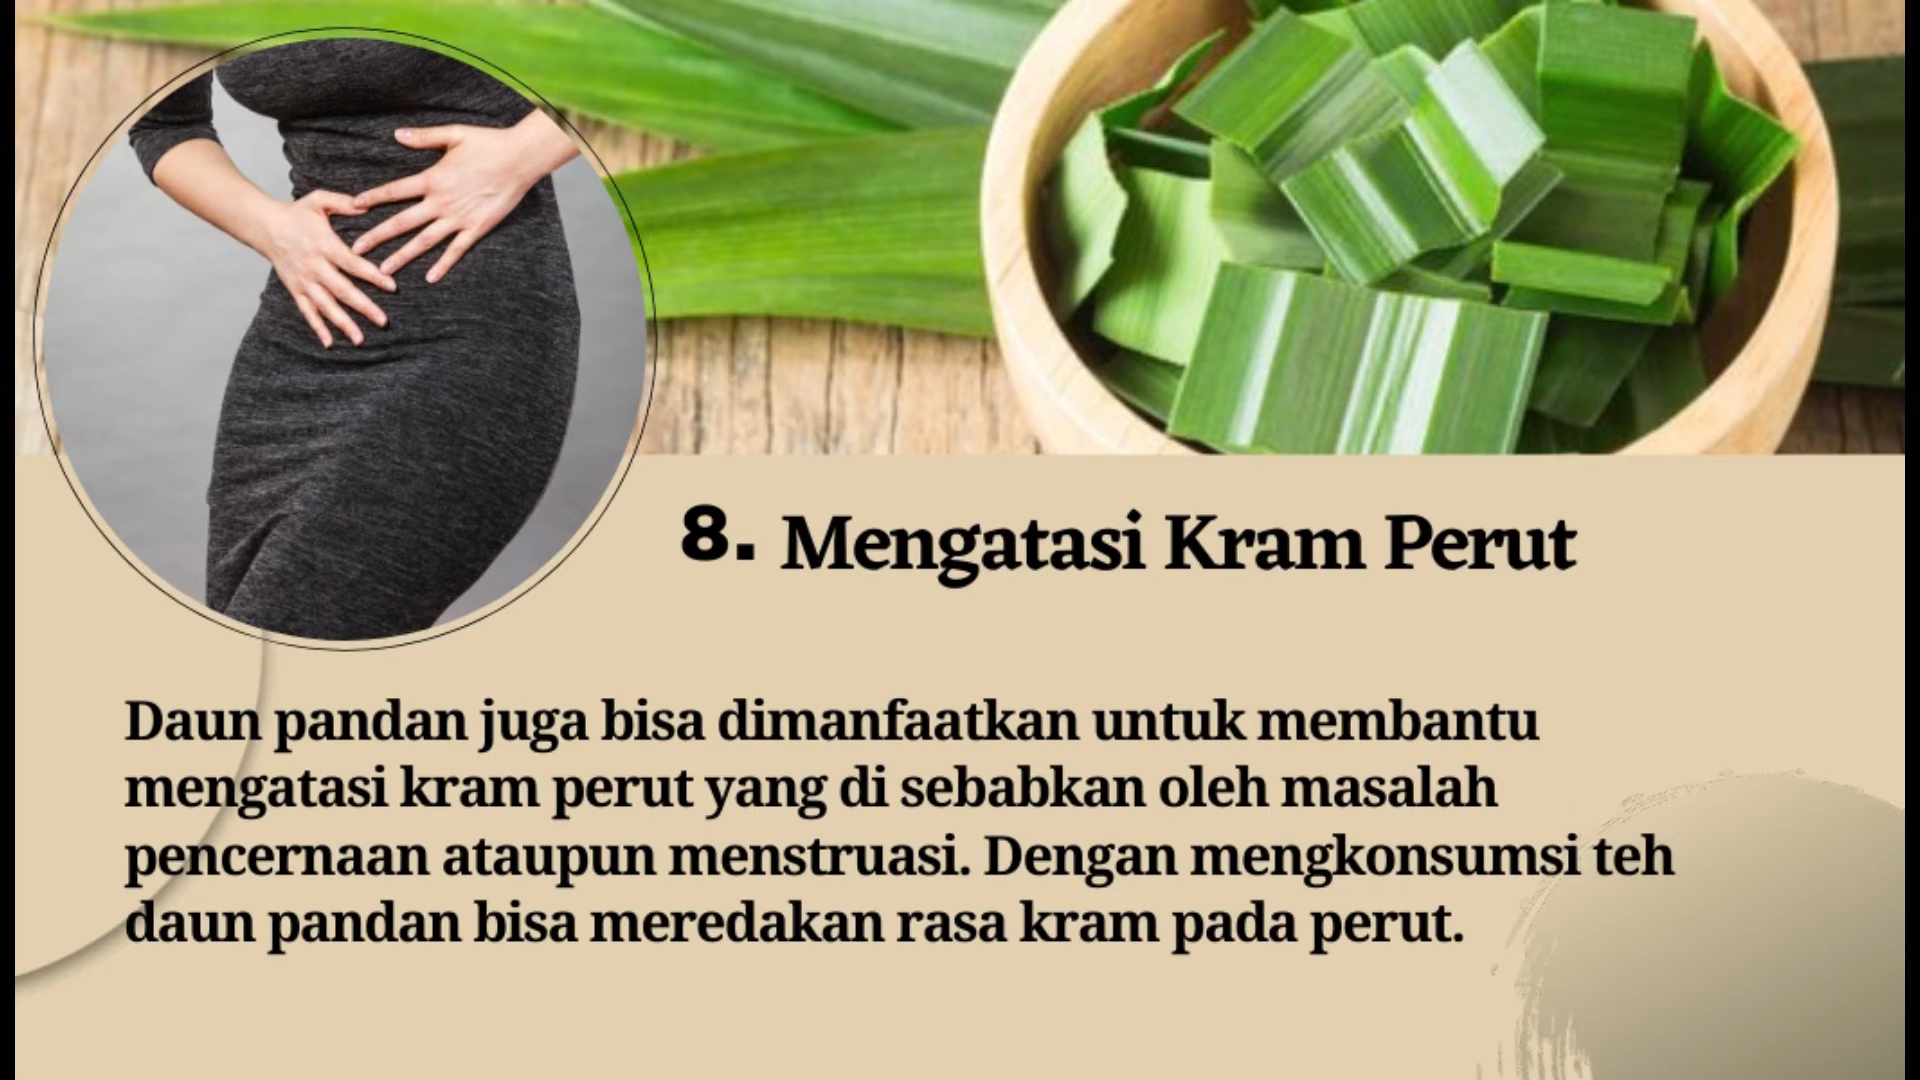 8. Mengatasi Kram Perut
Daun pandan juga bisa dimanfaatkan untuk membantu
mengatasi kram perut yang di sebabkan oleh masalah
pencernaan ataupun menstruasi. Dengan mengkonsumsi teh
daun pandan bisa meredakan rasa kram pada perut.